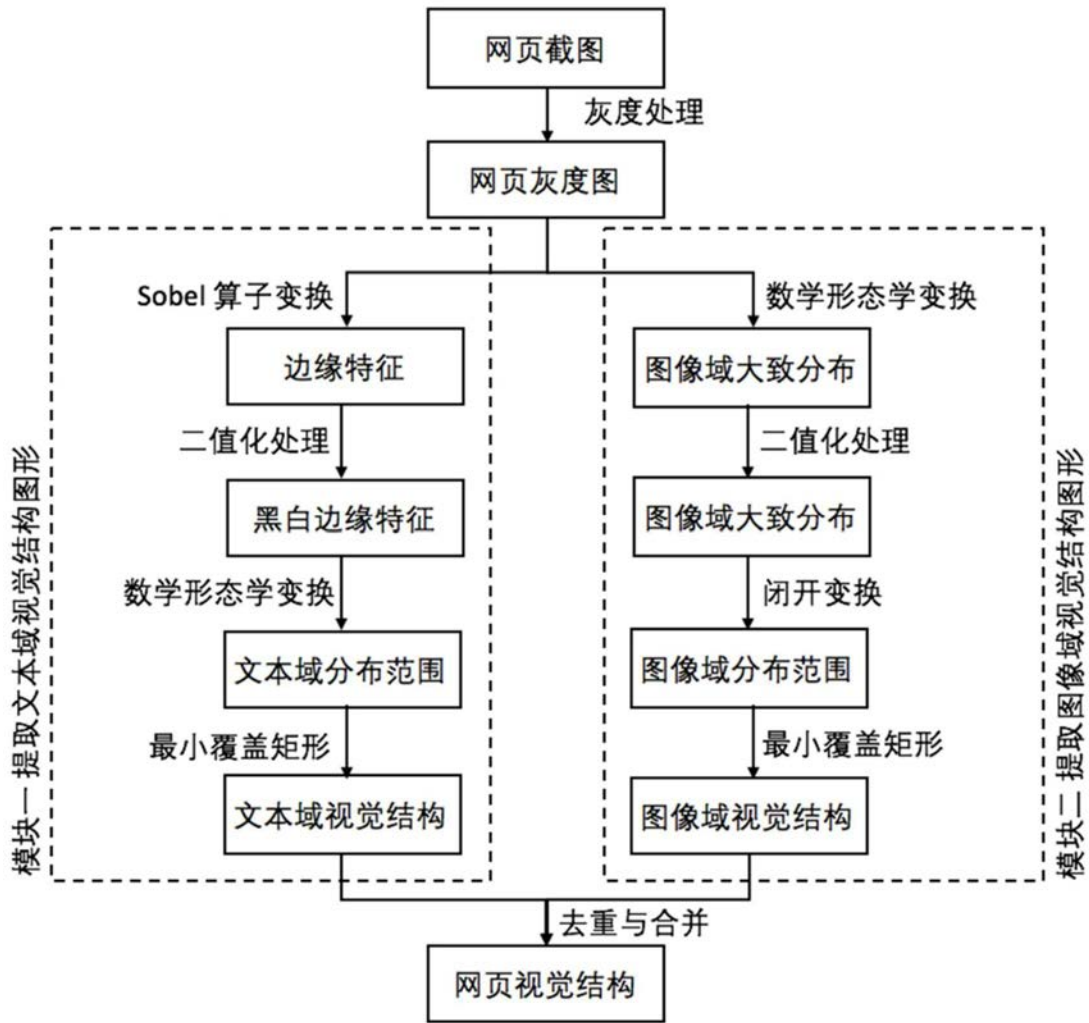 网页截图
灰度处理
网页灰度图
Sobel 算子变换
数学形态学变换
边缘特征
图像域大致分布
二值化处理
二值化处理
黑白边缘特征
图像域大致分布
数学形态学变换
闭开变换
文本域分布范围
图像域分布范围
最小覆盖矩形
最小覆盖矩形
文本域视觉结构
图像域视觉结构
模块一 提取文本域视觉结构图形
模块二 提取图像域视觉结构图形
去重与合并
网页视觉结构